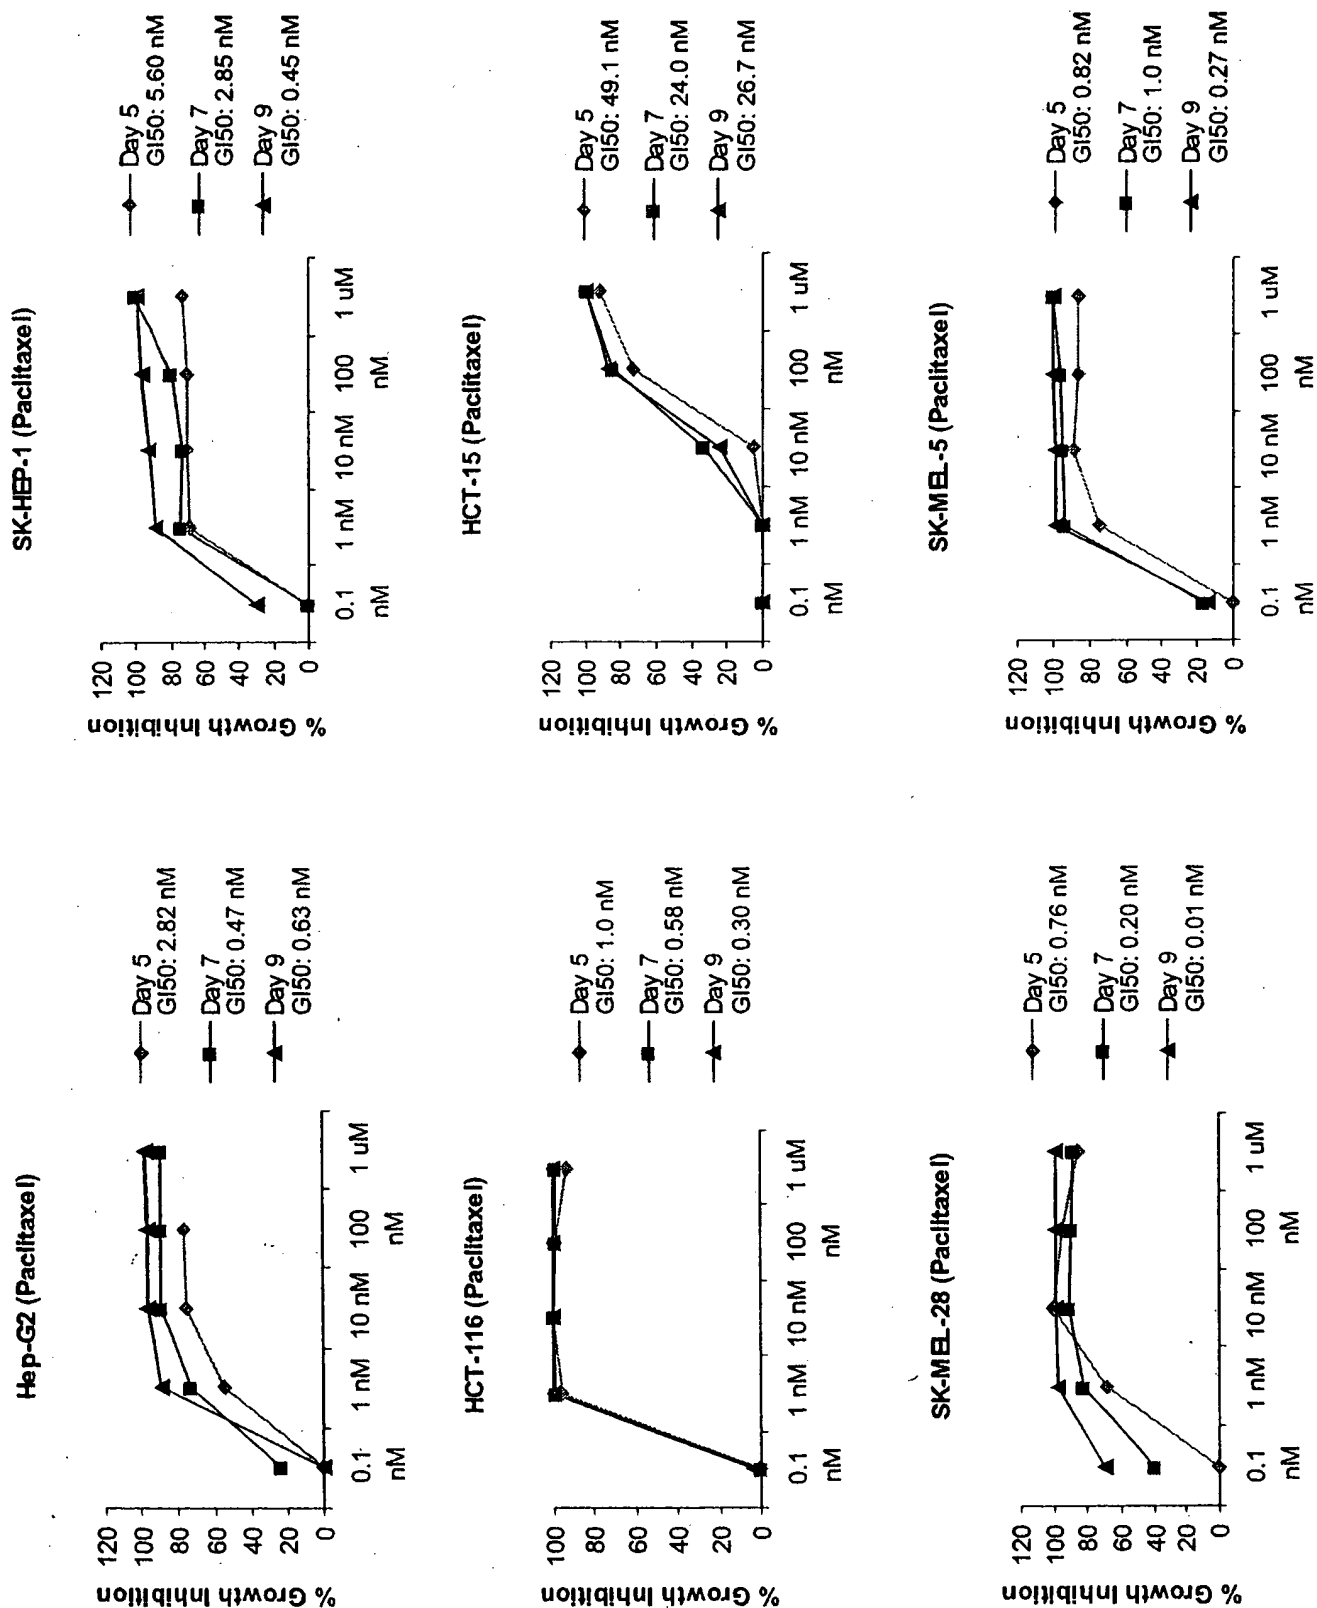 Hep-G2 (Paclitaxel)
% Growth Inhibition
120
100
80
60
40
20
0
0.1 nM
1 nM
10 nM
100 nM
1 uM
Day 5
GI50: 2.82 nM
Day 7
GI50: 0.47 nM
Day 9
GI50: 0.63 nM
SK-HEP-1 (Paclitaxel)
% Growth Inhibition
120
100
80
60
40
20
0
0.1 nM
1 nM
10 nM
100 nM
1 uM
Day 5
GI50: 5.60 nM
Day 7
GI50: 2.85 nM
Day 9
GI50: 0.45 nM
HCT-116 (Paclitaxel)
% Growth Inhibition
100
80
60
40
20
0
0.1 nM
1 nM
10 nM
100 nM
1 uM
Day 5
GI50: 1.0 nM
Day 7
GI50: 0.58 nM
Day 9
GI50: 0.30 nM
HCT-15 (Paclitaxel)
% Growth Inhibition
120
100
80
60
40
20
0
0.1 nM
1 nM
10 nM
100 nM
1 uM
Day 5
GI50: 49.1 nM
Day 7
GI50: 24.0 nM
Day 9
GI50: 26.7 nM
SK-MEL-28 (Paclitaxel)
% Growth Inhibition
120
100
80
60
40
20
0
0.1 nM
1 nM
10 nM
100 nM
1 uM
Day 5
GI50: 0.76 nM
Day 7
GI50: 0.20 nM
Day 9
GI50: 0.01 nM
SK-MEL-5 (Paclitaxel)
% Growth Inhibition
120
100
80
60
40
20
0
0.1 nM
1 nM
10 nM
100 nM
1 uM
Day 5
GI50: 0.82 nM
Day 7
GI50: 1.0 nM
Day 9
GI50: 0.27 nM